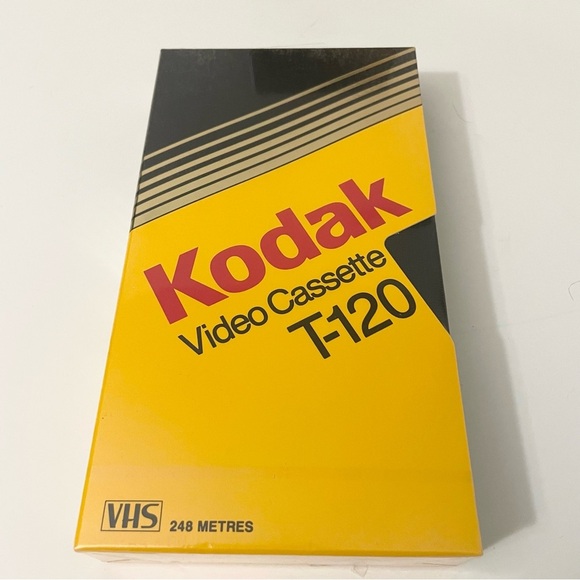 Kodak
Video Cassette
T-120
VHS 248 METRES